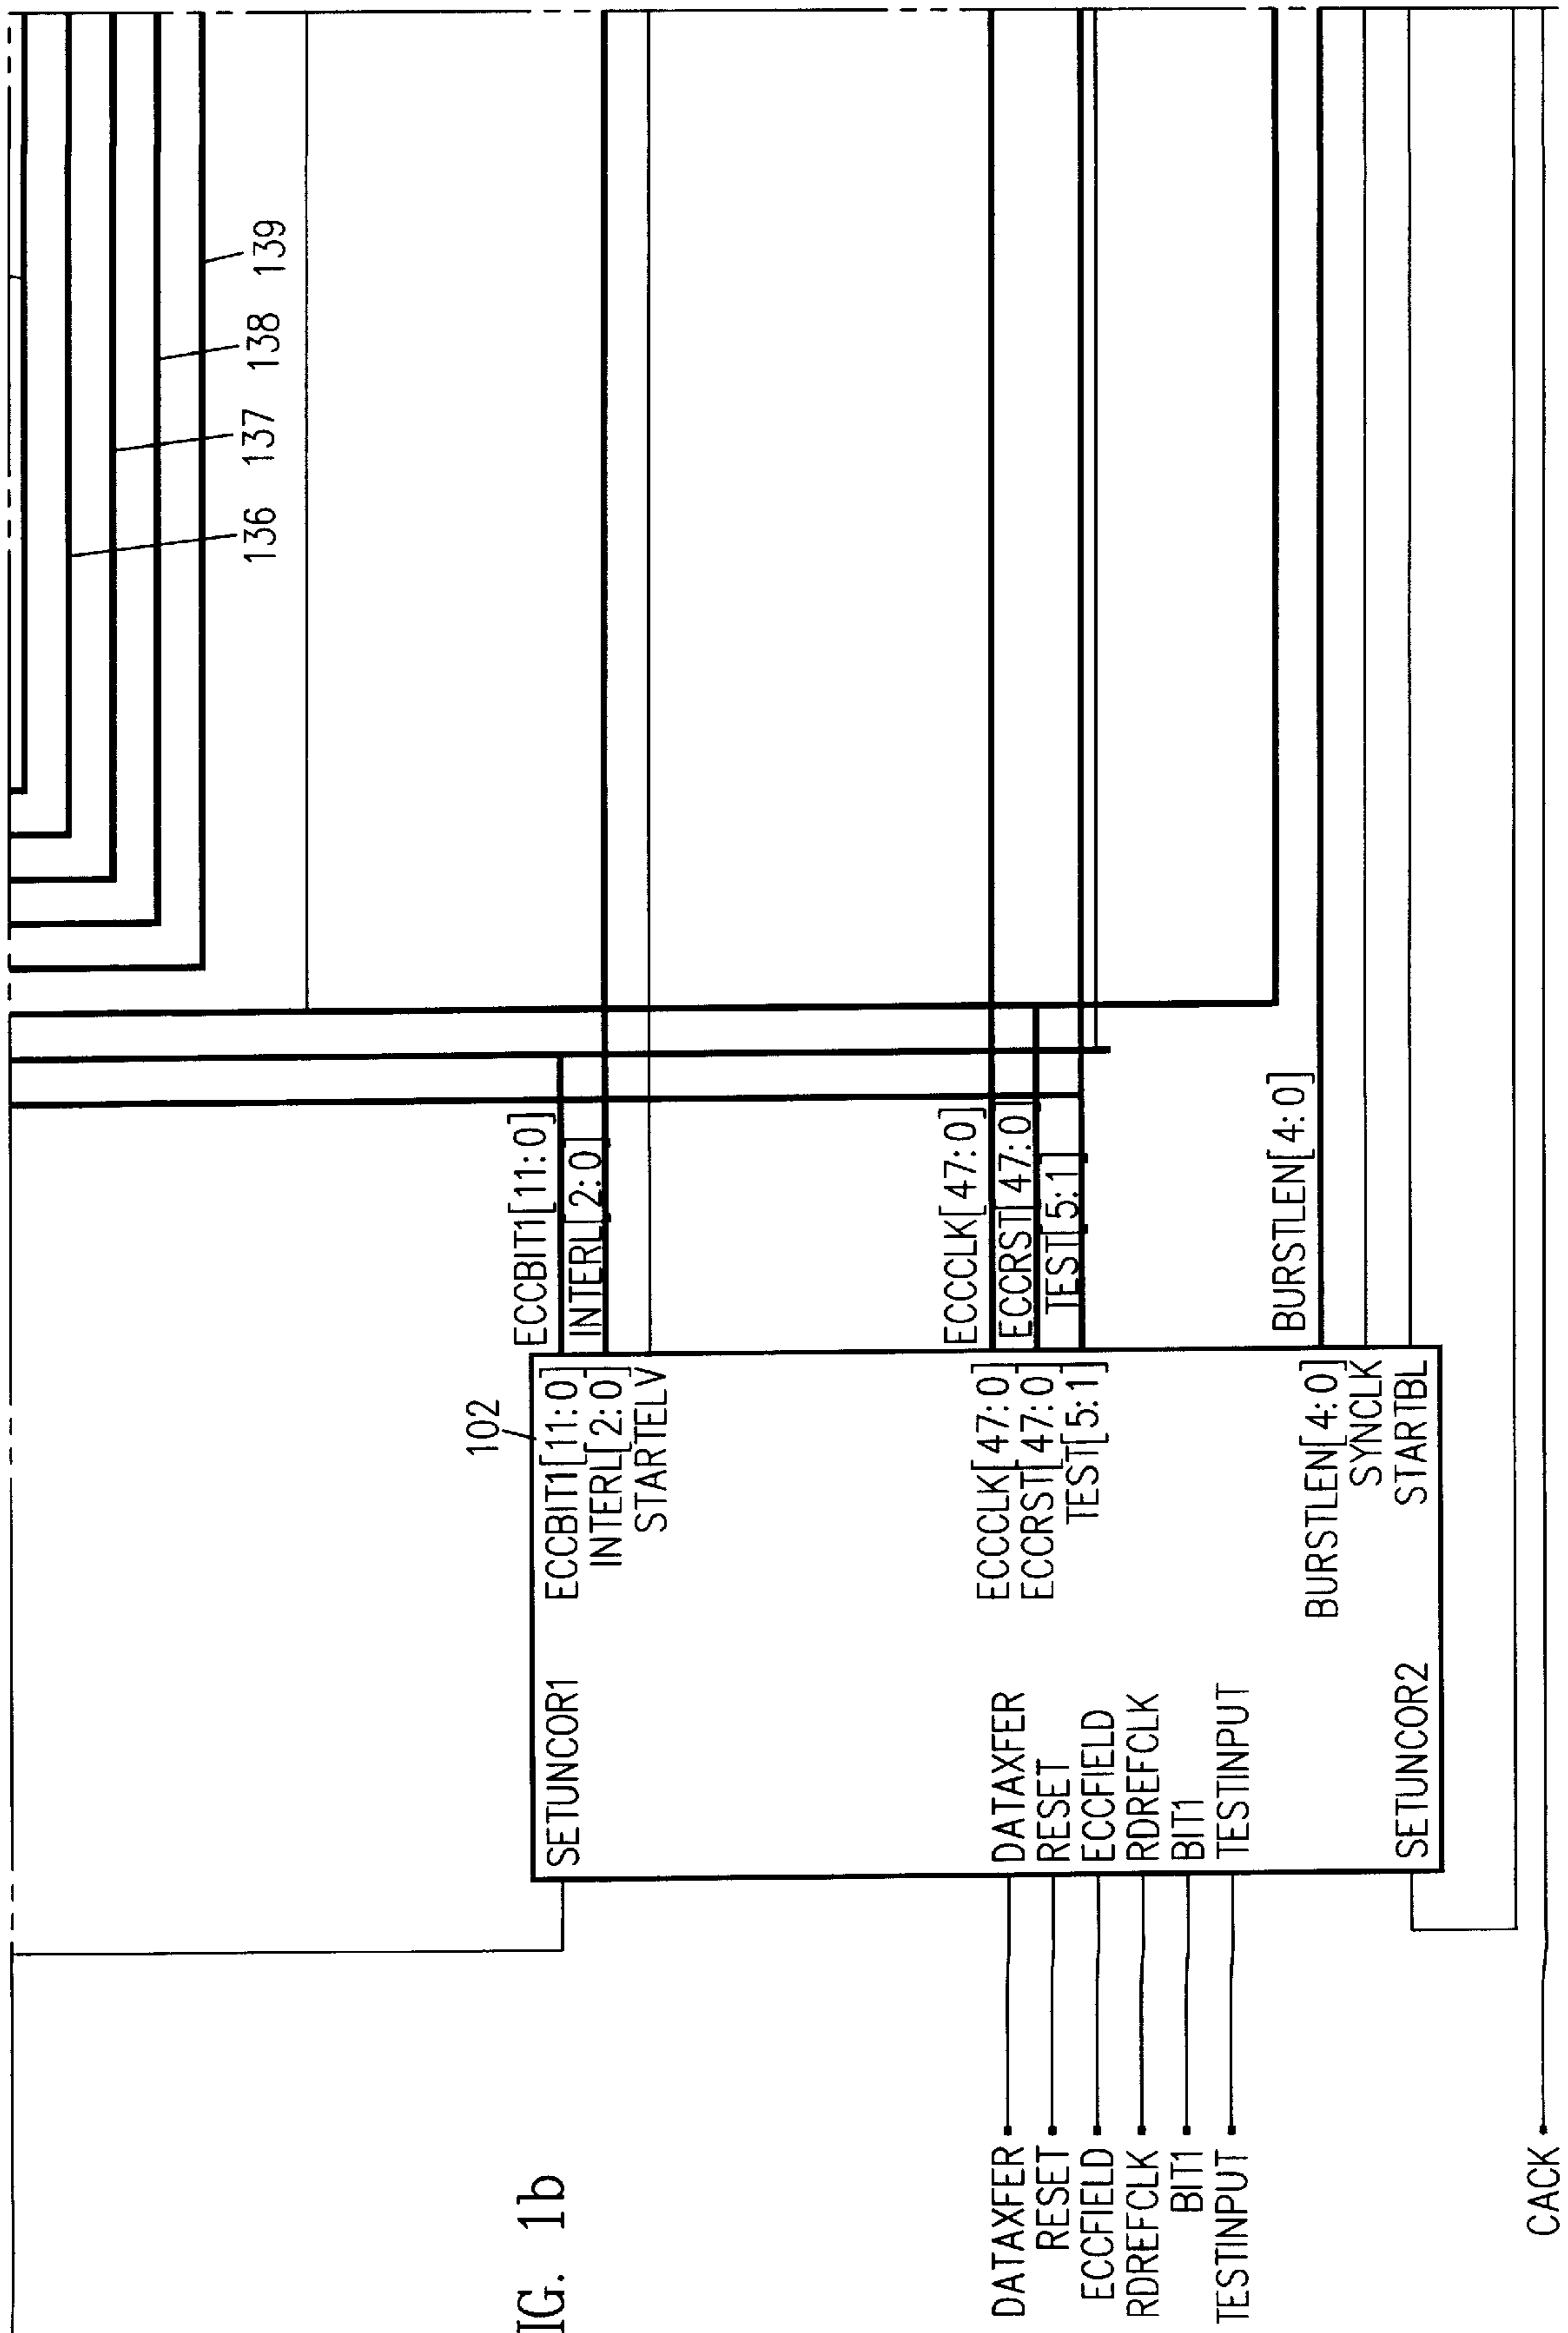 136 137 138 139
IG. 1b
102
SETUNCOR1
ECCBIT1[11:0]
INTERL[2:0]
STARTELV
ECCBIT1[11:0]
INTERL[2:0]
DATAXFER
RESET
ECCFIELD
RDREFCLK
BIT1
TESTINPUT
DATAXFER
RESET
ECCFIELD
RDREFCLK
BIT1
TESTINPUT
ECCCLK[47:0]
ECCRST[47:0]
TEST[5:1]
ECCCLK[47:0]
ECCRST[47:0]
TEST[5:1]
SETUNCOR2
BURSTLEN[4:0]
SYNCLK
STARTBL
BURSTLEN[4:0]
CACK